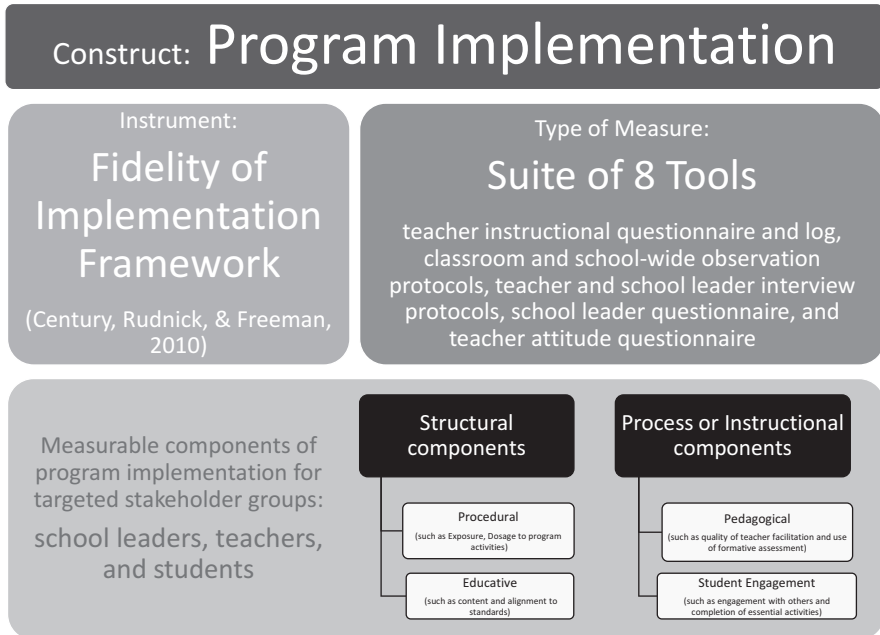 Construct: Program Implementation
Instrument:
Fidelity of
Implementation
Framework
(Century, Rudnick, & Freeman,
2010)
Type of Measure:
Suite of 8 Tools
teacher instructional questionnaire and log,
classroom and school-wide observation
protocols, teacher and school leader interview
protocols, school leader questionnaire, and
teacher attitude questionnaire
Measurable components of
program implementation for
targeted stakeholder groups:
school leaders, teachers,
and students
Structural
components
Procedural
(such as Exposure, Dosage to program
activities)
Educative
(such as content and alignment to
standards)
Process or Instructional
components
Pedagogical
(such as quality of teacher facilitation and use
of formative assessment)
Student Engagement
(such as engagement with others and
completion of essential activities)